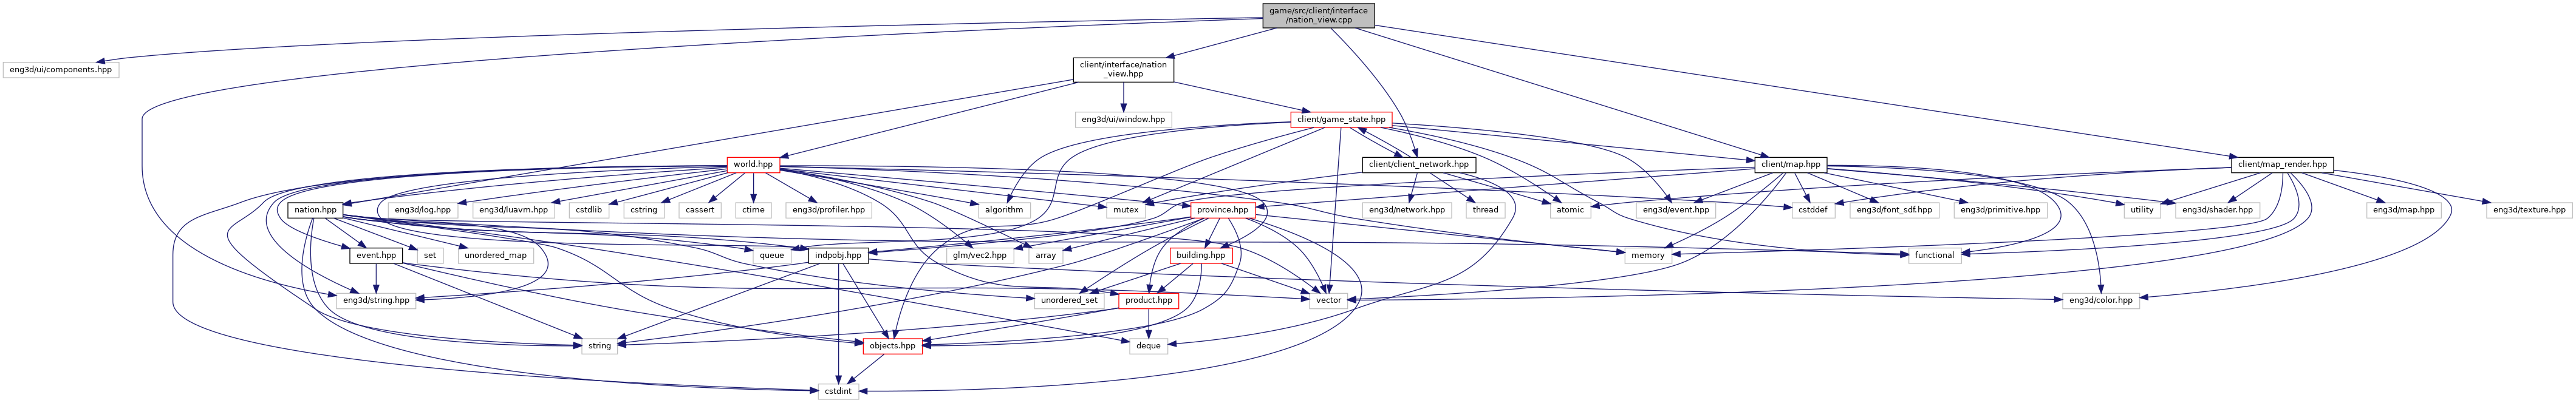 game/src/client/interface
/nation_view.cpp
eng3d/ui/components.hpp
client/interface/nation
_view.hpp
eng3d/ui/window.hpp
client/game_state.hpp
world.hpp
client/client_network.hpp
client/map.hpp
client/map_render.hpp
nation.hpp
eng3d/log.hpp
eng3d/luavm.hpp
cstdlib
cstring
cassert
ctime
eng3d/profiler.hpp
algorithm
mutex
province.hpp
eng3d/network.hpp
thread
atomic
eng3d/event.hpp
cstddef
eng3d/font_sdf.hpp
eng3d/primitive.hpp
utility
eng3d/shader.hpp
eng3d/map.hpp
eng3d/texture.hpp
event.hpp
set
unordered_map
queue
indpobj.hpp
glm/vec2.hpp
array
building.hpp
memory
functional
eng3d/string.hpp
unordered_set
product.hpp
vector
eng3d/color.hpp
string
objects.hpp
deque
cstdint